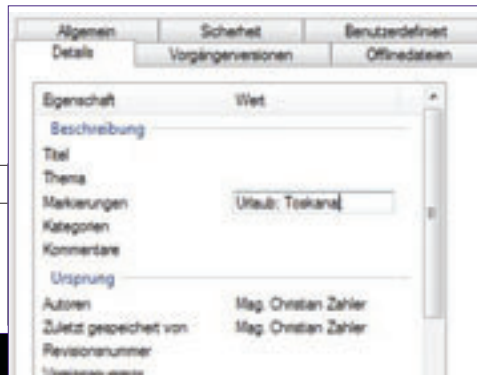 Allgemein Sicherheit Benutzerdefiniert
Details Vorgängerversionen Offlinedateien
Eigenschaft Wert
Beschreibung
Titel
Thema
Markierungen Urlaub; Toskana
Kategorien
Kommentare
Ursprung
Autoren Mag. Christian Zahler
Zuletzt gespeichert von Mag. Christian Zahler
Revisionsnummer